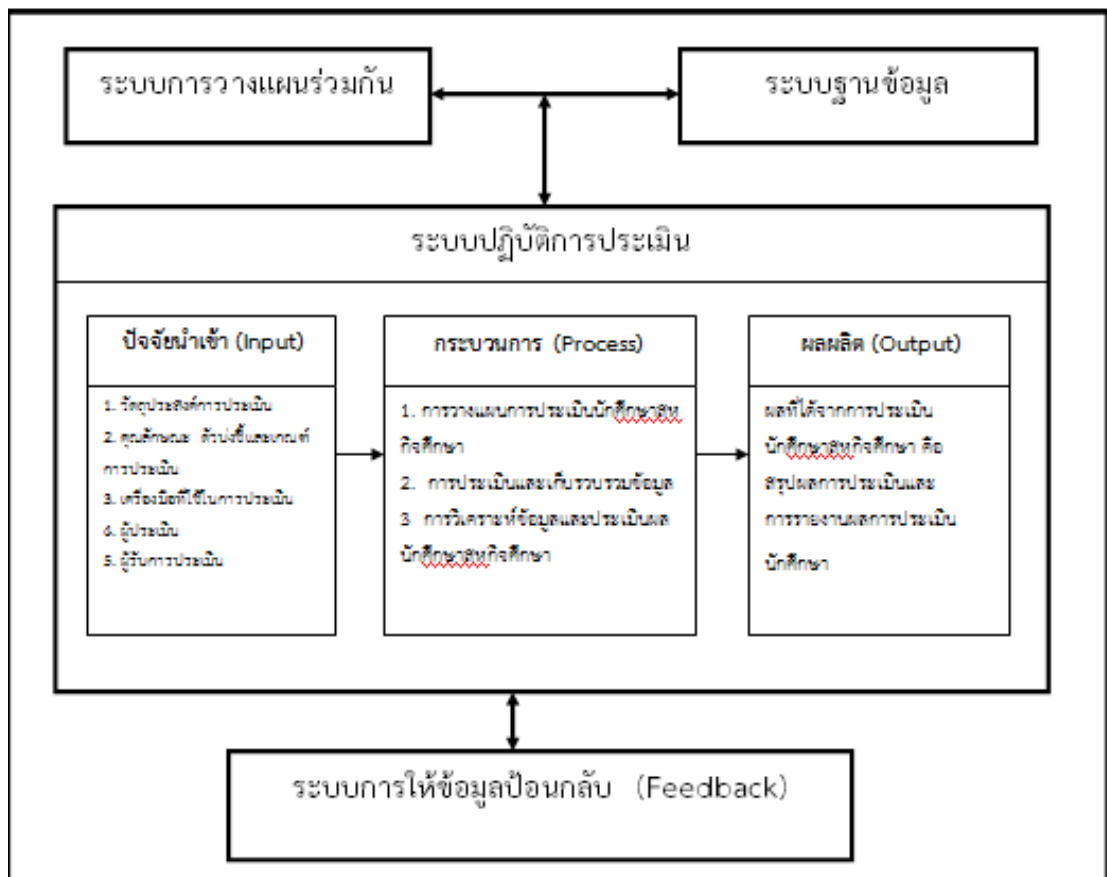 ระบบการวางแผนร่วมกัน
ระบบฐานข้อมูล
ระบบปฏิบัติการประเมิน
ปัจจัยนำเข้า (Input)
1. วัตถุประสงค์การประเมิน
2. คุณลักษณะ ตัวบ่งชี้และเกณฑ์
การประเมิน
3. เครื่องมือที่ใช้ในการประเมิน
4. ผู้ประเมิน
5. ผู้รับการประเมิน
กระบวนการ (Process)
1. การวางแผนการประเมินนักศึกษาสห
กิจศึกษา
2. การประเมินและเก็บรวบรวมข้อมูล
3 การวิเคราะห์ข้อมูลและประเมินผล
นักศึกษาสหกิจศึกษา
ผลผลิต (Output)
ผลที่ได้จากการประเมิน
นักศึกษาสหกิจศึกษา คือ
สรุปผลการประเมินและ
การรายงานผลการประเมิน
นักศึกษา
ระบบการให้ข้อมูลป้อนกลับ (Feedback)